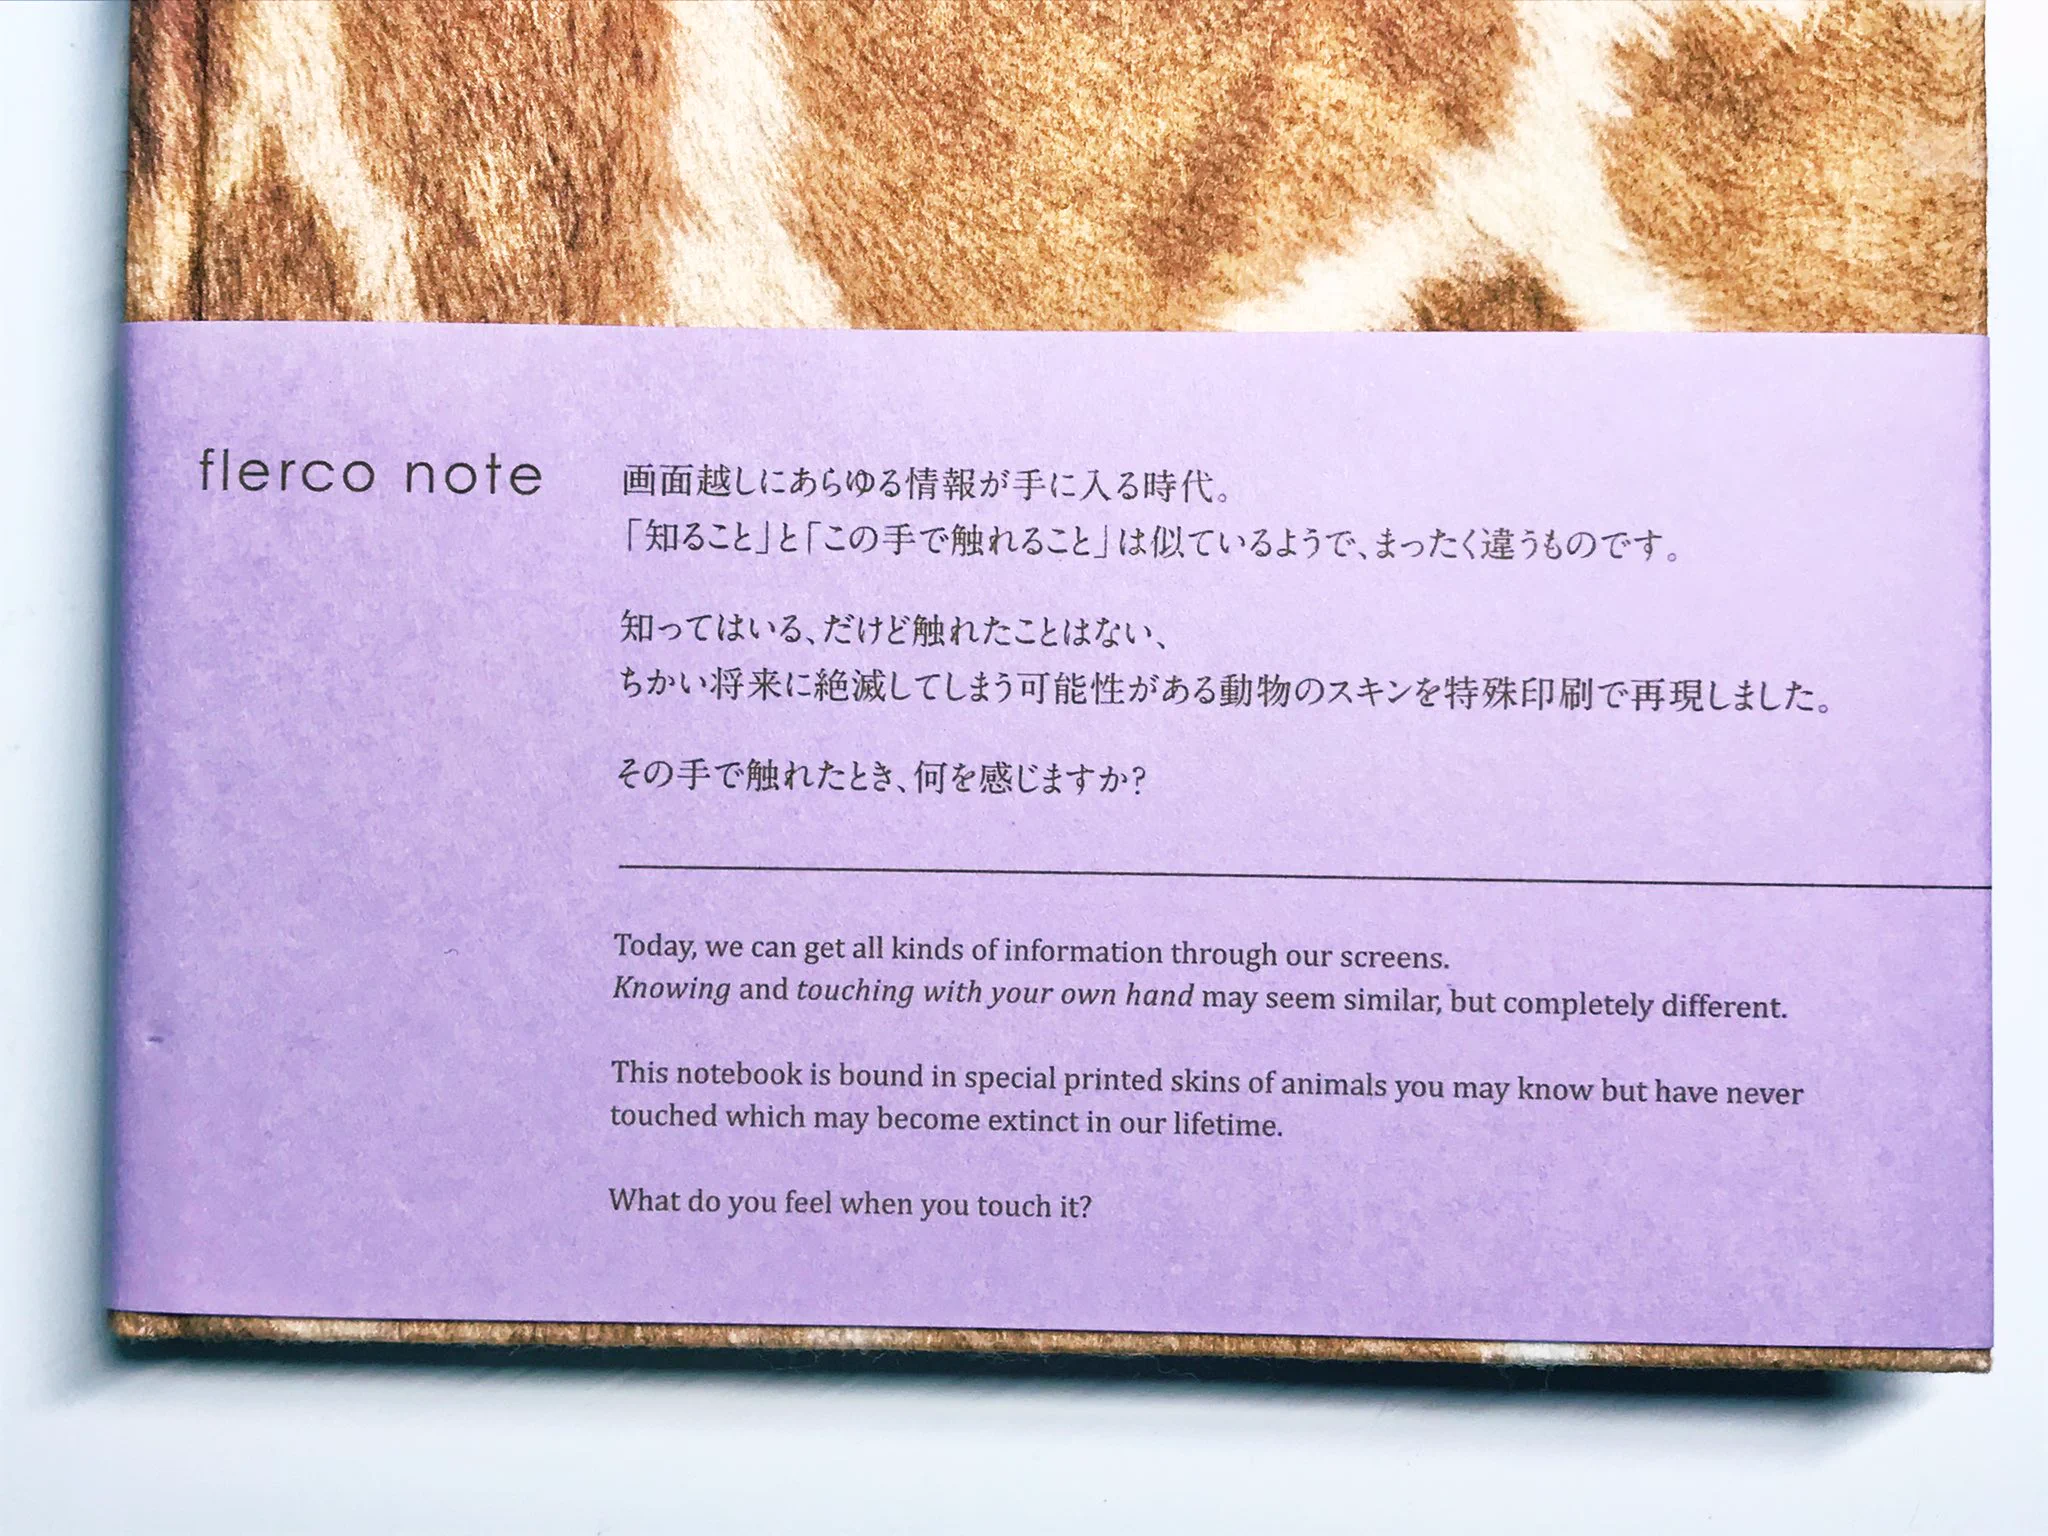 flerco note
画面越しにあらゆる情報が手に入る時代。
「知ること」と「この手で触れること」は似ているようで、まったく違うものです。
知ってはいる、だけど触れたことはない、
ちかい将来に絶滅してしまう可能性がある動物のスキンを特殊印刷で再現しました。
その手で触れたとき、何を感じますか?
Today, we can get all kinds of information through our screens.
Knowing and touching with your own hand may seem similar, but completely different.
This notebook is bound in special printed skins of animals you may know but have never
touched which may become extinct in our lifetime.
What do you feel when you touch it?